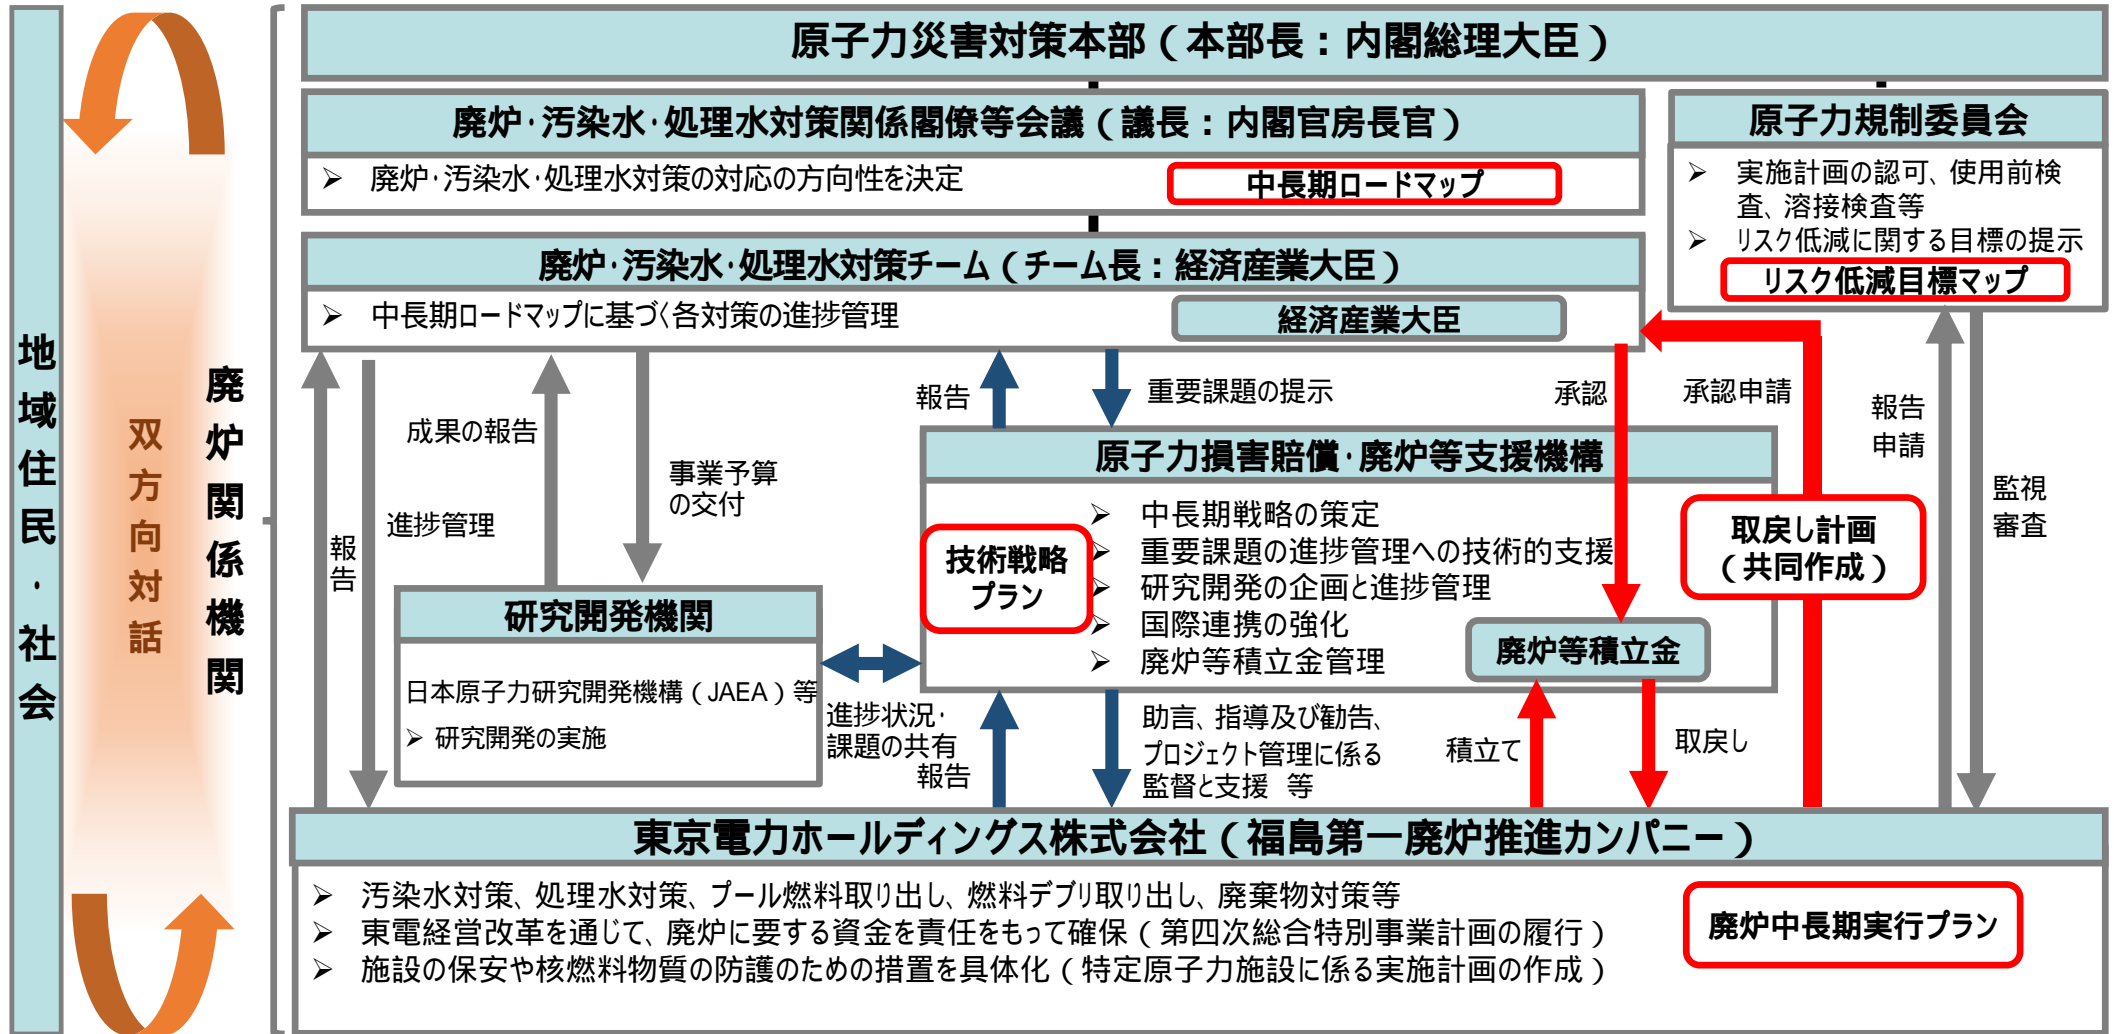 原子力災害対策本部（本部長：内閣総理大臣）
廃炉･汚染水･処理水対策関係閣僚等会議（議長：内閣官房長官）
➢ 廃炉･汚染水･処理水対策の対応の方向性を決定
中長期ロードマップ
原子力規制委員会
➢ 実施計画の認可、使用前検
査、溶接検査等
➢ リスク低減に関する目標の提示
リスク低減目標マップ
廃炉･汚染水･処理水対策チーム（チーム長：経済産業大臣）
➢ 中長期ロードマップに基づく各対策の進捗管理
経済産業大臣
地域住民・社会
双方向対話
廃炉関係機関
報告
進捗管理
成果の報告
事業予算
の交付
報告
重要課題の提示
承認
承認申請
報告
申請
監視
審査
原子力損害賠償･廃炉等支援機構
技術戦略
プラン
➢ 中長期戦略の策定
➢ 重要課題の進捗管理への技術的支援
➢ 研究開発の企画と進捗管理
➢ 国際連携の強化
➢ 廃炉等積立金管理
廃炉等積立金
取戻し計画
（共同作成）
研究開発機関
日本原子力研究開発機構（JAEA）等
➢ 研究開発の実施
進捗状況･
課題の共有
報告
助言、指導及び勧告、
プロジェクト管理に係る
監督と支援 等
積立て
取戻し
東京電力ホールディングス株式会社（福島第一廃炉推進カンパニー）
➢ 汚染水対策、処理水対策、プール燃料取り出し、燃料デブリ取り出し、廃棄物対策等
➢ 東電経営改革を通じて、廃炉に要する資金を責任をもって確保（第四次総合特別事業計画の履行）
➢ 施設の保安や核燃料物質の防護のための措置を具体化（特定原子力施設に係る実施計画の作成）
廃炉中長期実行プラン